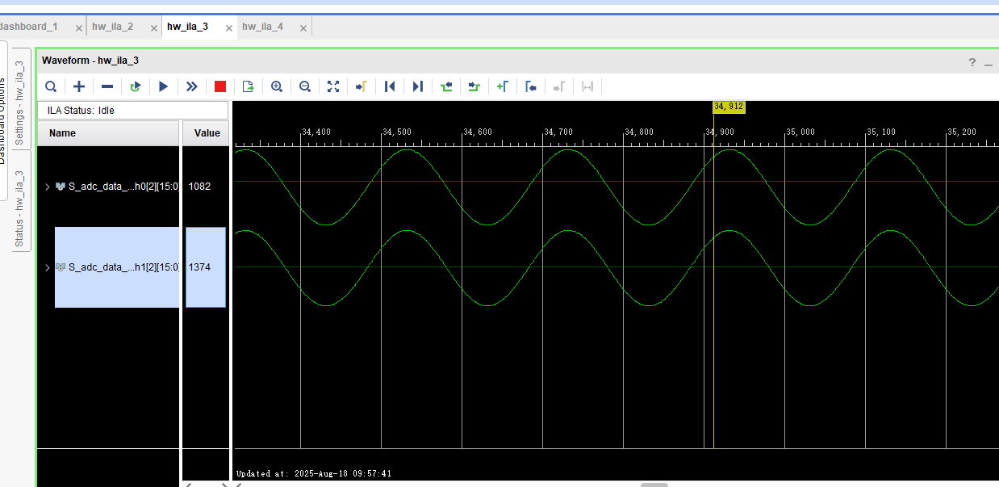 dashboard_1 hw_ila_2 hw_ila_3 hw_ila_4
Waveform - hw_ila_3
?
ILA Status: Idle
34,912
Name Value
34,400 34,500 34,600 34,700 34,800 34,900 35,000 35,100 35,200
S_adc_data_...h0[2][15:0] 1082
S_adc_data_...h1[2][15:0] 1374
Updated at: 2025-Aug-18 09:57:41
Dashboard Options
Settings - hw_ila_3
Status - hw_ila_3